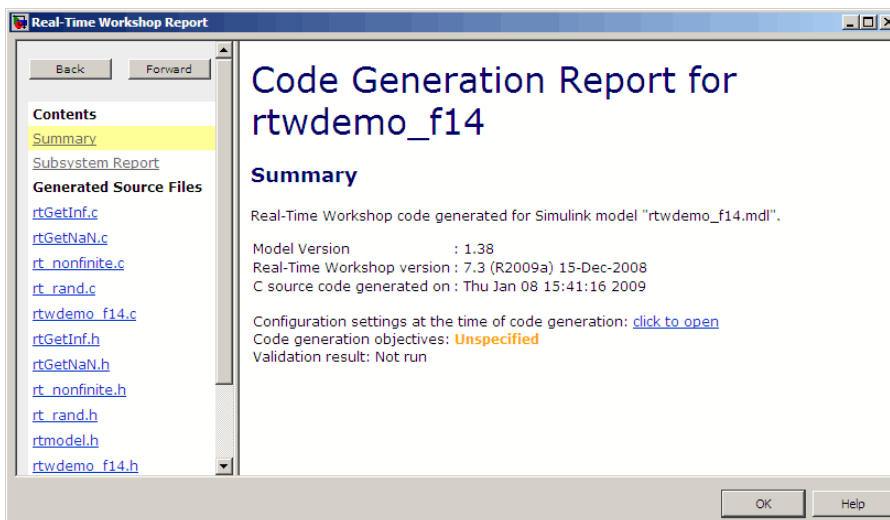 Real-Time Workshop Report
Back Forward
Contents
Summary
Subsystem Report
Generated Source Files
rtGetInf.c
rtGetNaN.c
rt_nonfinite.c
rt_rand.c
rtwdemo_f14.c
rtGetInf.h
rtGetNaN.h
rt_nonfinite.h
rt_rand.h
rtmodel.h
rtwdemo_f14.h
Code Generation Report for
rtwdemo_f14
Summary
Real-Time Workshop code generated for Simulink model "rtwdemo_f14.mdl".
Model Version : 1.38
Real-Time Workshop version : 7.3 (R2009a) 15-Dec-2008
C source code generated on : Thu Jan 08 15:41:16 2009
Configuration settings at the time of code generation: click to open
Code generation objectives: Unspecified
Validation result: Not run
OK Help